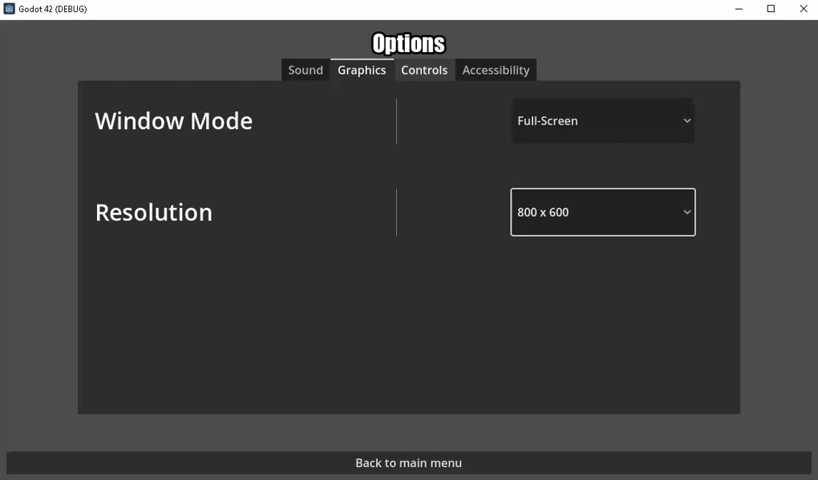 Godot 42 (DEBUG)
Options
Sound Graphics Controls Accessibility
Window Mode Full-Screen
Resolution 800 x 600
Back to main menu